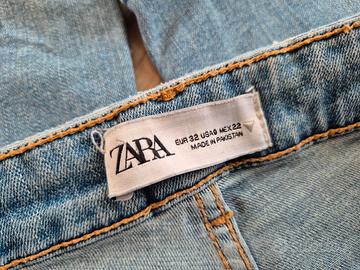 ZARA
EUR 32 USA 0 MEX 22
MADE IN PAKISTAN